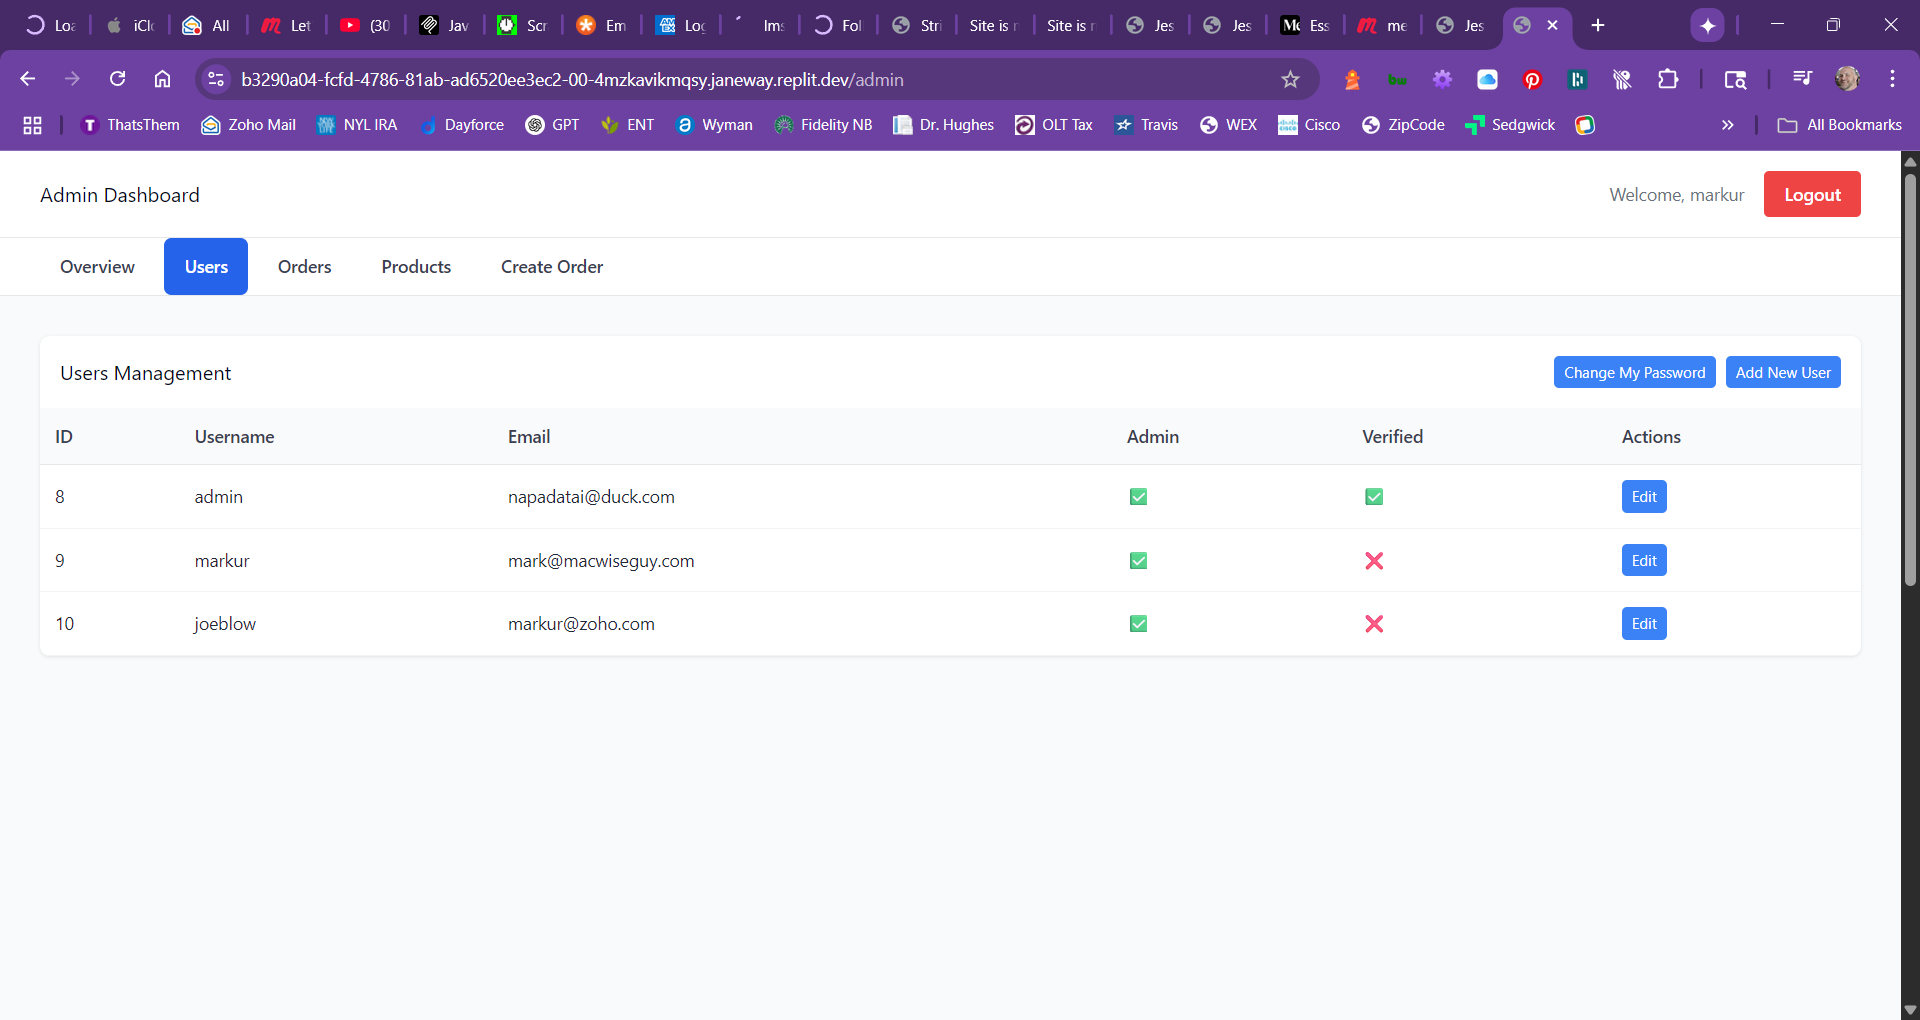 Loa
iClo
All
Let
(30
Jav
Scr
Em
Log
Ims
Foll
Stri
Site is n
Site is n
Jes
Jes
Ess
me
Jes
b3290a04-fcfd-4786-81ab-ad6520ee3ec2-00-4mzkavikmqsy.janeway.replit.dev/admin
ThatsThem
Zoho Mail
NYL IRA
Dayforce
GPT
ENT
Wyman
Fidelity NB
Dr. Hughes
OLT Tax
Travis
WEX
Cisco
ZipCode
Sedgwick
All Bookmarks
Admin Dashboard
Welcome, markur
Logout
Overview
Users
Orders
Products
Create Order
Users Management
Change My Password
Add New User
ID Username Email Admin Verified Actions
8 admin napadatai@duck.com Edit
9 markur mark@macwiseguy.com Edit
10 joeblow markur@zoho.com Edit